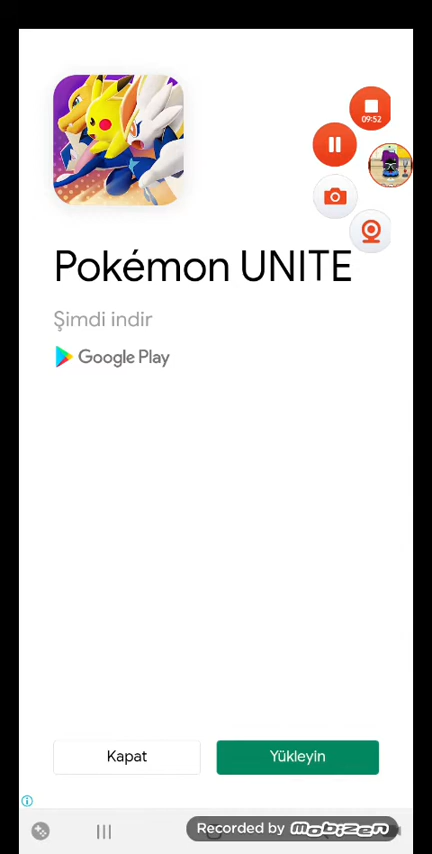 09:52
Pokémon UNITE
Şimdi indir
Google Play
Kapat
Yükleyin
Recorded by Mobizen